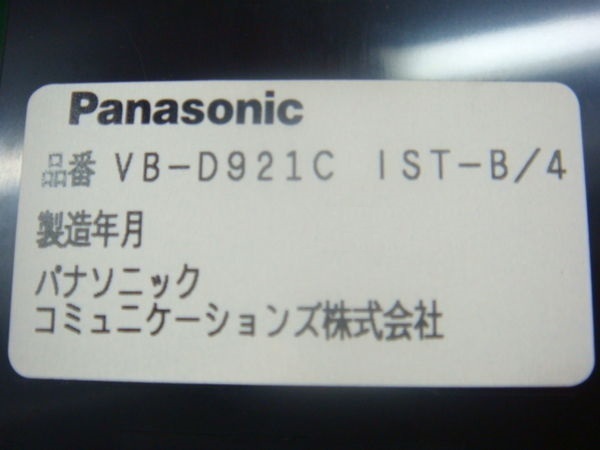 Panasonic
品番 VB-D921C IST-B/4
製造年月
パナソニック
コミュニケーションズ株式会社